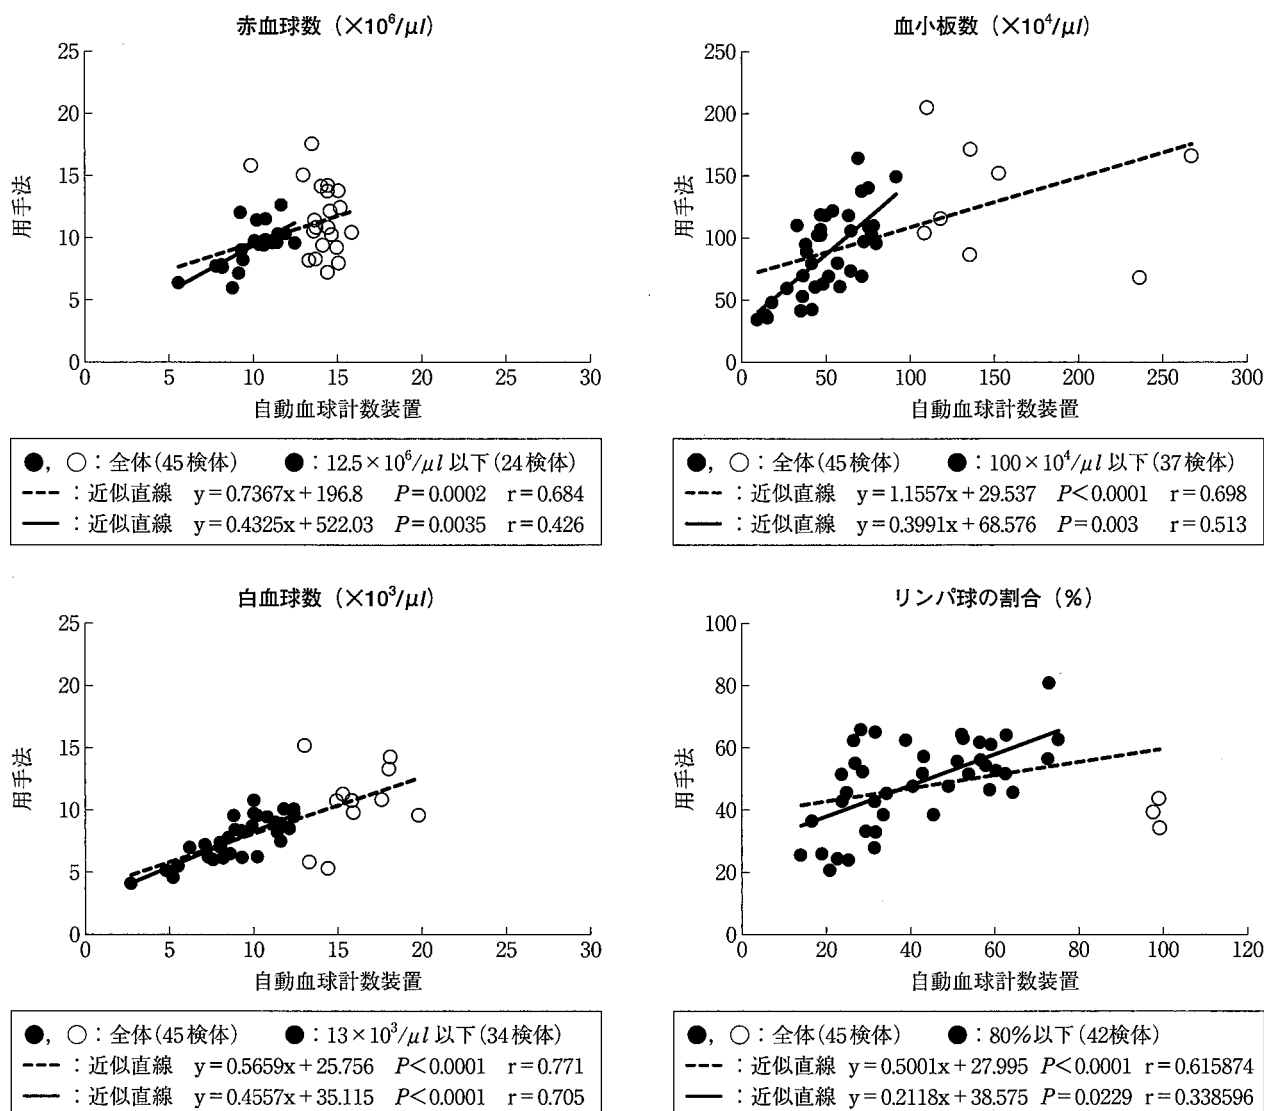 赤血球数（×10⁶/μl）
25
20
15
10
5
0
用手法
0 5 10 15 20 25 30
自動血球計数装置
●，○：全体(45検体) ●：12.5×10⁶/μl以下(24検体)
：近似直線 y=0.7367x+196.8 P=0.0002 r=0.684
：近似直線 y=0.4325x+522.03 P=0.0035 r=0.426
血小板数（×10⁴/μl）
250
200
150
100
50
0
用手法
0 50 100 150 200 250 300
自動血球計数装置
●，○：全体(45検体) ●：100×10⁴/μl以下(37検体)
：近似直線 y=1.1557x+29.537 P<0.0001 r=0.698
：近似直線 y=0.3991x+68.576 P=0.003 r=0.513
白血球数（×10³/μl）
25
20
15
10
5
0
用手法
0 5 10 15 20 25 30
自動血球計数装置
●，○：全体(45検体) ●：13×10³/μl以下(34検体)
：近似直線 y=0.5659x+25.756 P<0.0001 r=0.771
：近似直線 y=0.4557x+35.115 P<0.0001 r=0.705
リンパ球の割合（%）
100
80
60
40
20
0
用手法
0 20 40 60 80 100 120
自動血球計数装置
●，○：全体(45検体) ●：80%以下(42検体)
：近似直線 y=0.5001x+27.995 P<0.0001 r=0.615874
：近似直線 y=0.2118x+38.575 P=0.0229 r=0.338596